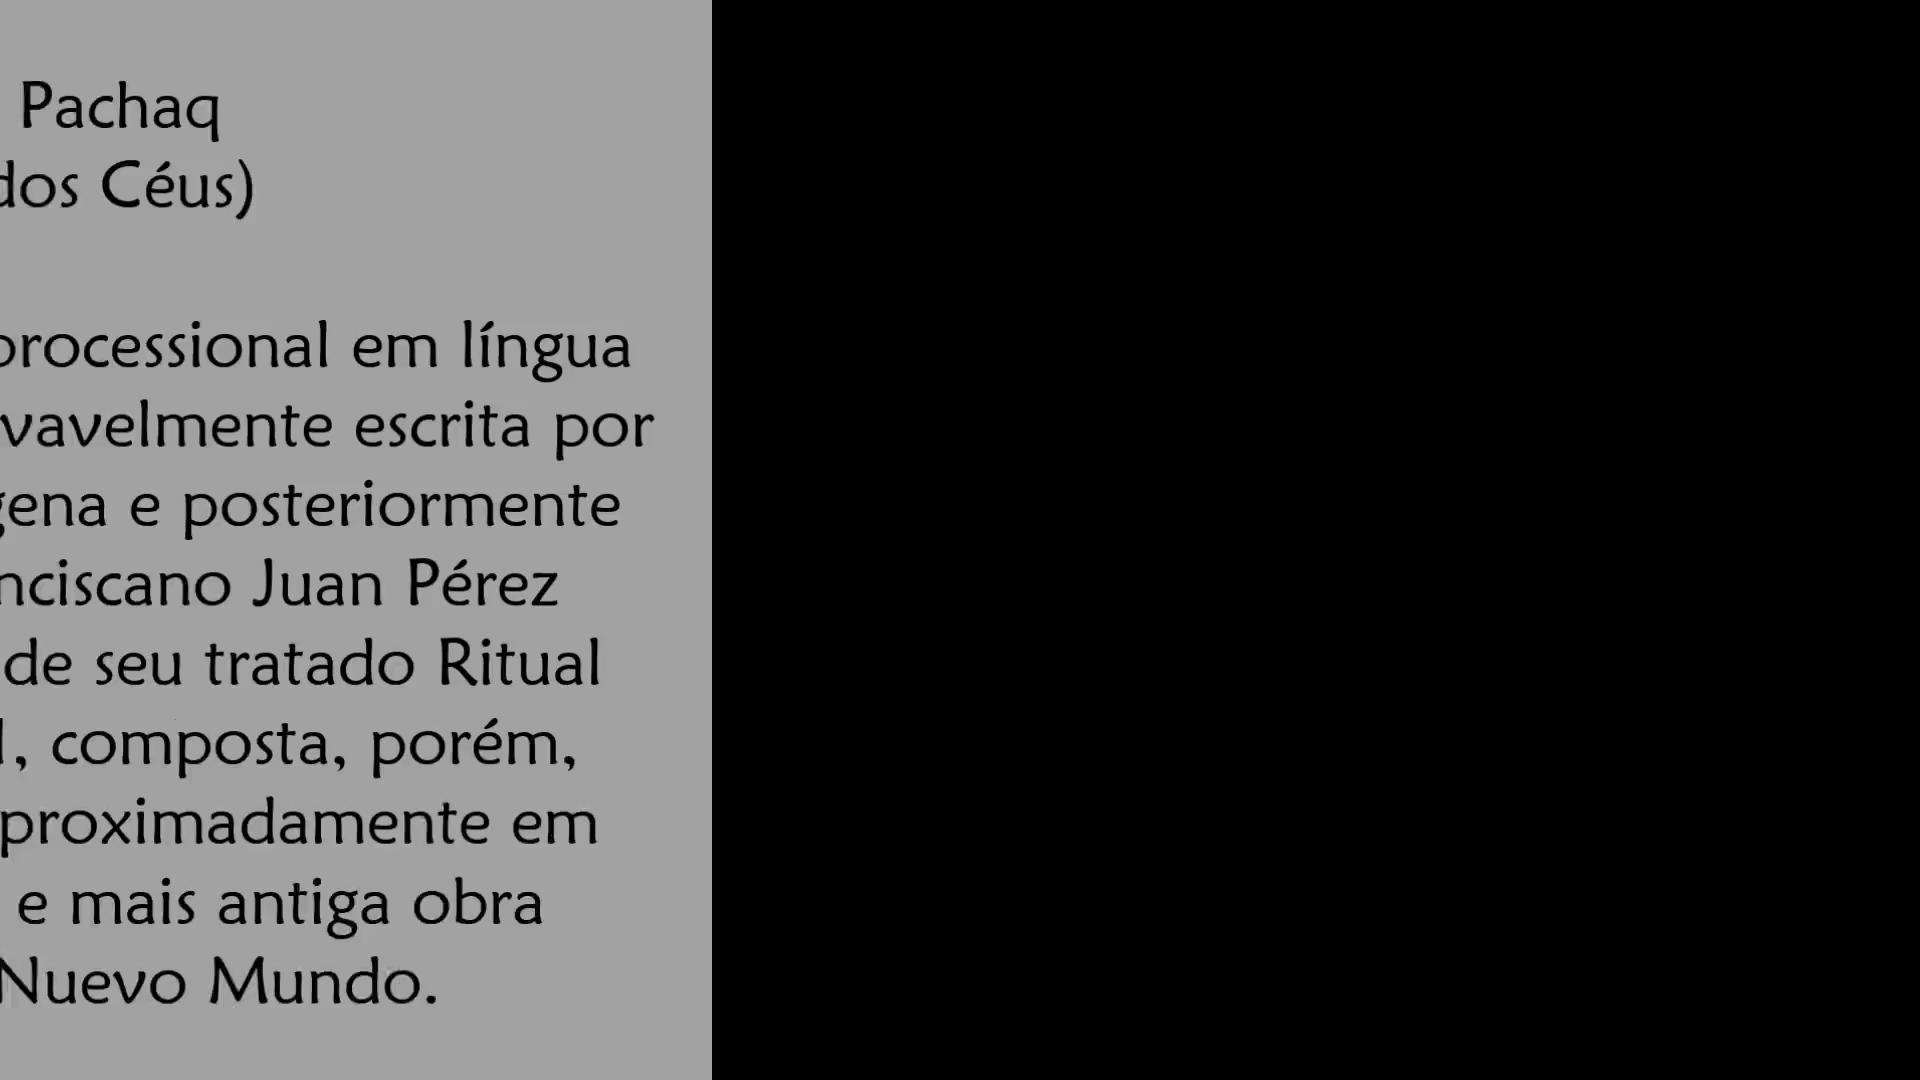 Pachaq
dos Céus)
processional em língua
vavelmente escrita por
gena e posteriormente
nciscano Juan Pérez
de seu tratado Ritual
l, composta, porém,
proximadamente em
e mais antiga obra
Nuevo Mundo.